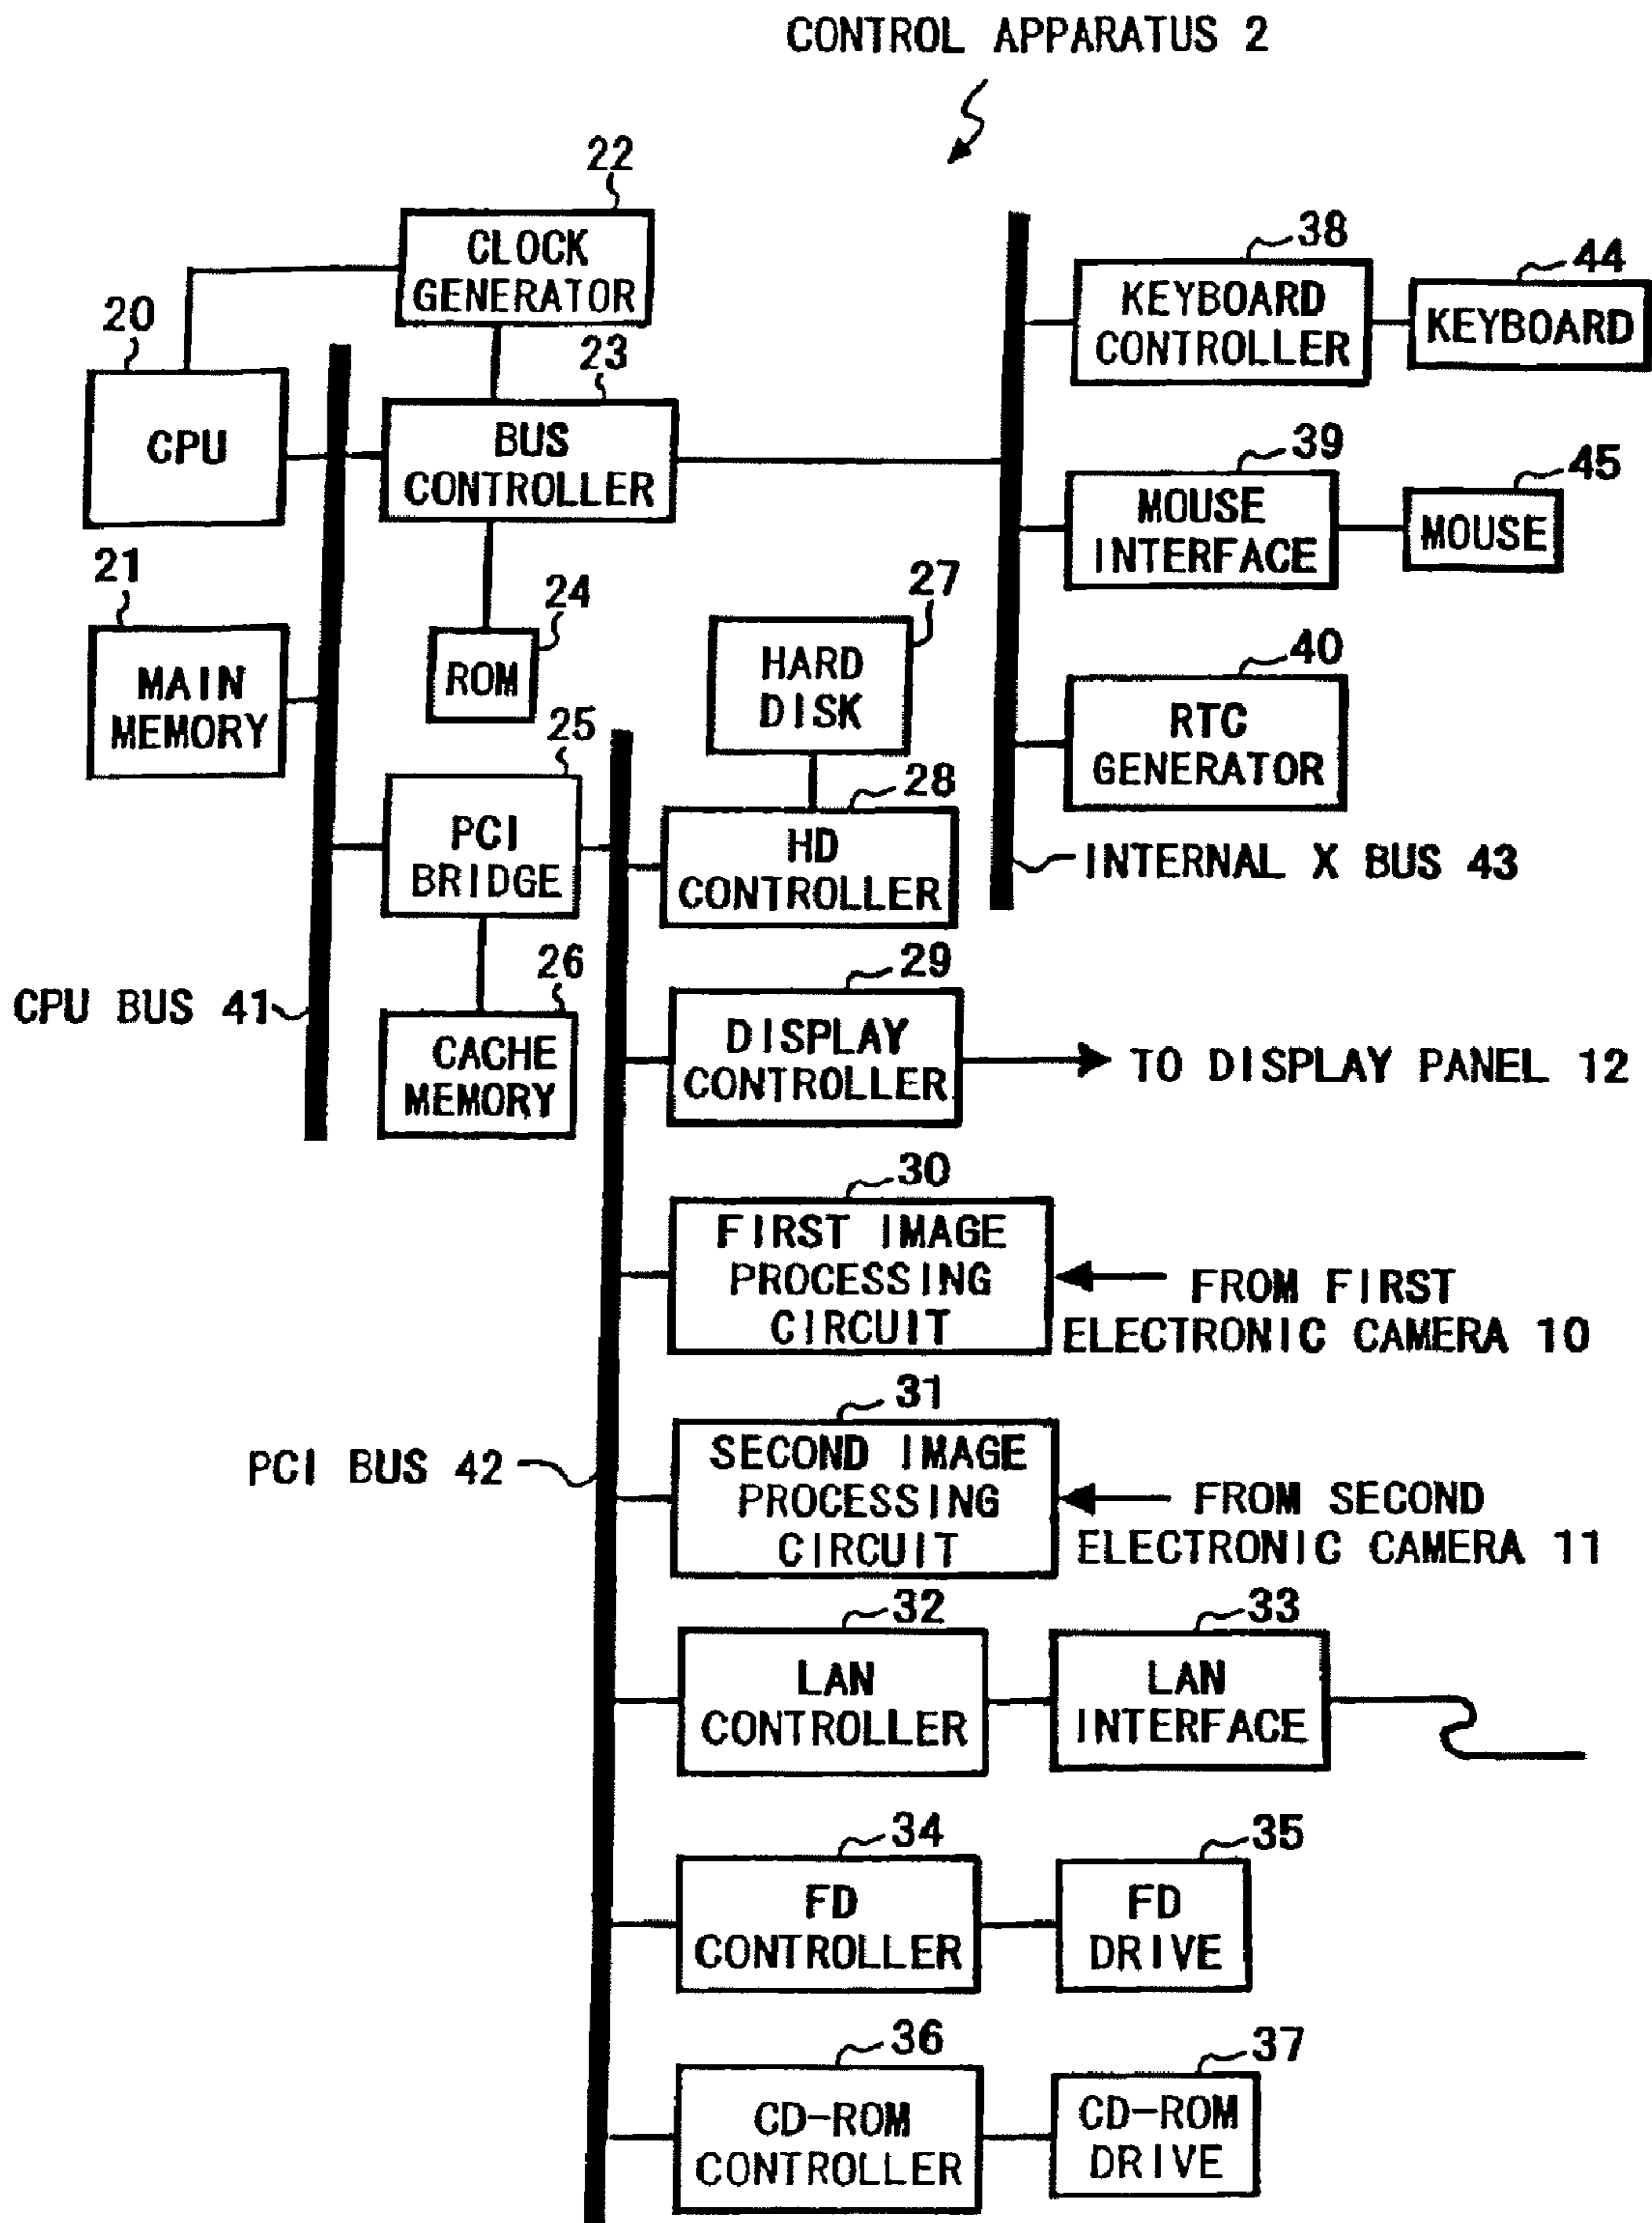 CONTROL APPARATUS 2
22
CLOCK
GENERATOR
20
CPU
23
BUS
CONTROLLER
21
MAIN
MEMORY
24
ROM
25
PCI
BRIDGE
26
CACHE
MEMORY
CPU BUS 41
27
HARD
DISK
28
HD
CONTROLLER
38
KEYBOARD
CONTROLLER
44
KEYBOARD
39
MOUSE
INTERFACE
45
MOUSE
40
RTC
GENERATOR
INTERNAL X BUS 43
29
DISPLAY
CONTROLLER
TO DISPLAY PANEL 12
30
FIRST IMAGE
PROCESSING
CIRCUIT
FROM FIRST
ELECTRONIC CAMERA 10
PCI BUS 42
31
SECOND IMAGE
PROCESSING
CIRCUIT
FROM SECOND
ELECTRONIC CAMERA 11
32
LAN
CONTROLLER
33
LAN
INTERFACE
34
FD
CONTROLLER
35
FD
DRIVE
36
CD-ROM
CONTROLLER
37
CD-ROM
DRIVE